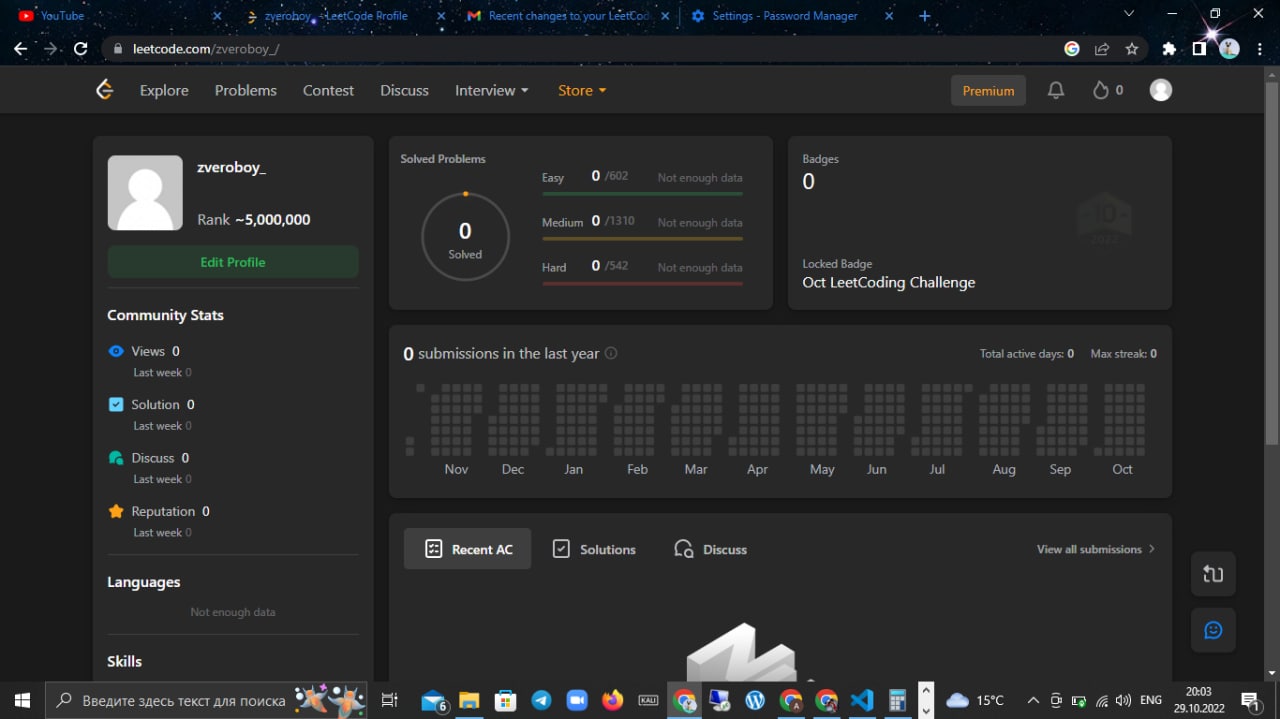 YouTube
zveroboy_ - LeetCode Profile
Recent changes to your LeetCod
Settings - Password Manager
leetcode.com/zveroboy_/
Explore
Problems
Contest
Discuss
Interview
Store
Premium
0
zveroboy_
Rank ~5,000,000
Edit Profile
Community Stats
Views 0
Last week 0
Solution 0
Last week 0
Discuss 0
Last week 0
Reputation 0
Last week 0
Languages
Not enough data
Skills
Solved Problems
0
Solved
Easy 0 /602 Not enough data
Medium 0 /1310 Not enough data
Hard 0 /542 Not enough data
Badges
0
10
2022
Locked Badge
Oct LeetCoding Challenge
0 submissions in the last year
Total active days: 0 Max streak: 0
Nov Dec Jan Feb Mar Apr May Jun Jul Aug Sep Oct
Recent AC
Solutions
Discuss
View all submissions
Введите здесь текст для поиска
6
KALI
A
15°C
ENG
20:03
29.10.2022
1